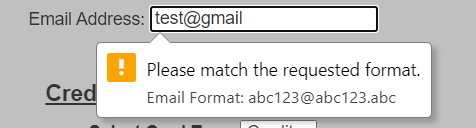 Email Address: test@gmail
! Please match the requested format.
Email Format: abc123@abc123.abc
Cred